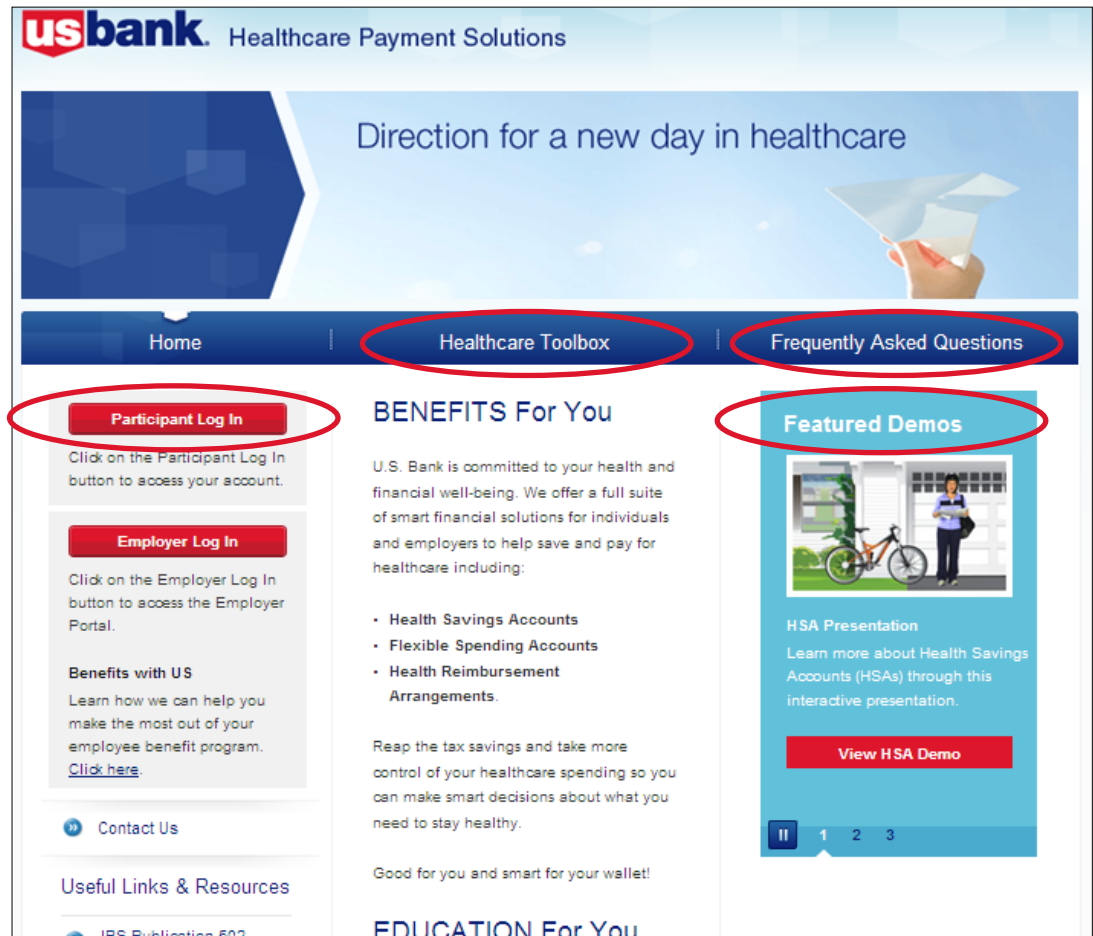 usbank. Healthcare Payment Solutions
Direction for a new day in healthcare
Home
Healthcare Toolbox
Frequently Asked Questions
Participant Log In
Click on the Participant Log In
button to access your account.
Employer Log In
Click on the Employer Log In
button to access the Employer
Portal.
Benefits with US
Learn how we can help you
make the most out of your
employee benefit program.
Click here.
Contact Us
Useful Links & Resources
IRS Publication 502
BENEFITS For You
U.S. Bank is committed to your health and
financial well-being. We offer a full suite
of smart financial solutions for individuals
and employers to help save and pay for
healthcare including:
- Health Savings Accounts
- Flexible Spending Accounts
- Health Reimbursement
Arrangements.
Reap the tax savings and take more
control of your healthcare spending so you
can make smart decisions about what you
need to stay healthy.
Good for you and smart for your wallet!
EDUCATION For You
Featured Demos
HSA Presentation
Learn more about Health Savings
Accounts (HSAs) through this
interactive presentation.
View HSA Demo
1 2 3